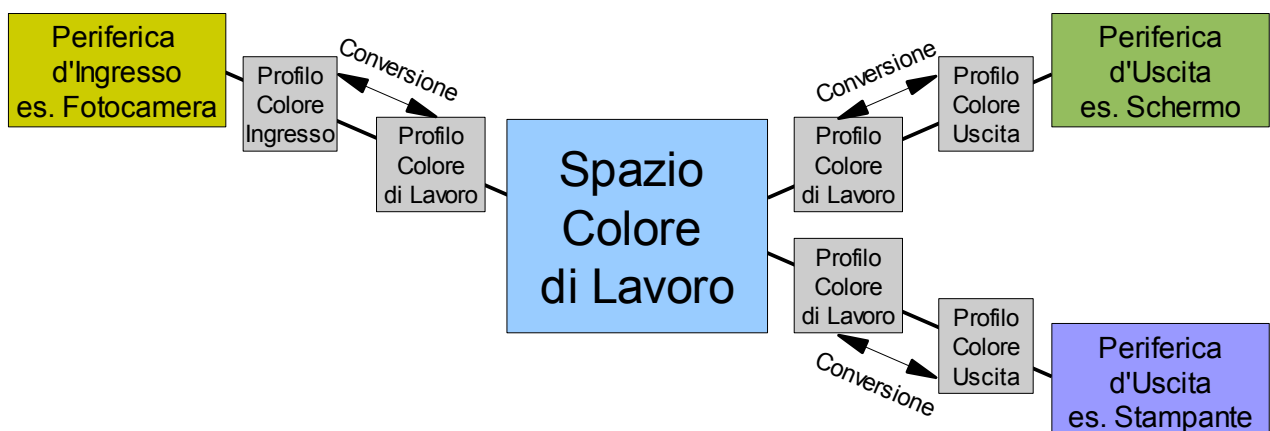 Periferica
d'Ingresso
es. Fotocamera
Profilo
Colore
Ingresso
Conversione
Profilo
Colore
di Lavoro
Spazio
Colore
di Lavoro
Profilo
Colore
di Lavoro
Conversione
Profilo
Colore
Uscita
Periferica
d'Uscita
es. Schermo
Profilo
Colore
di Lavoro
Conversione
Profilo
Colore
Uscita
Periferica
d'Uscita
es. Stampante